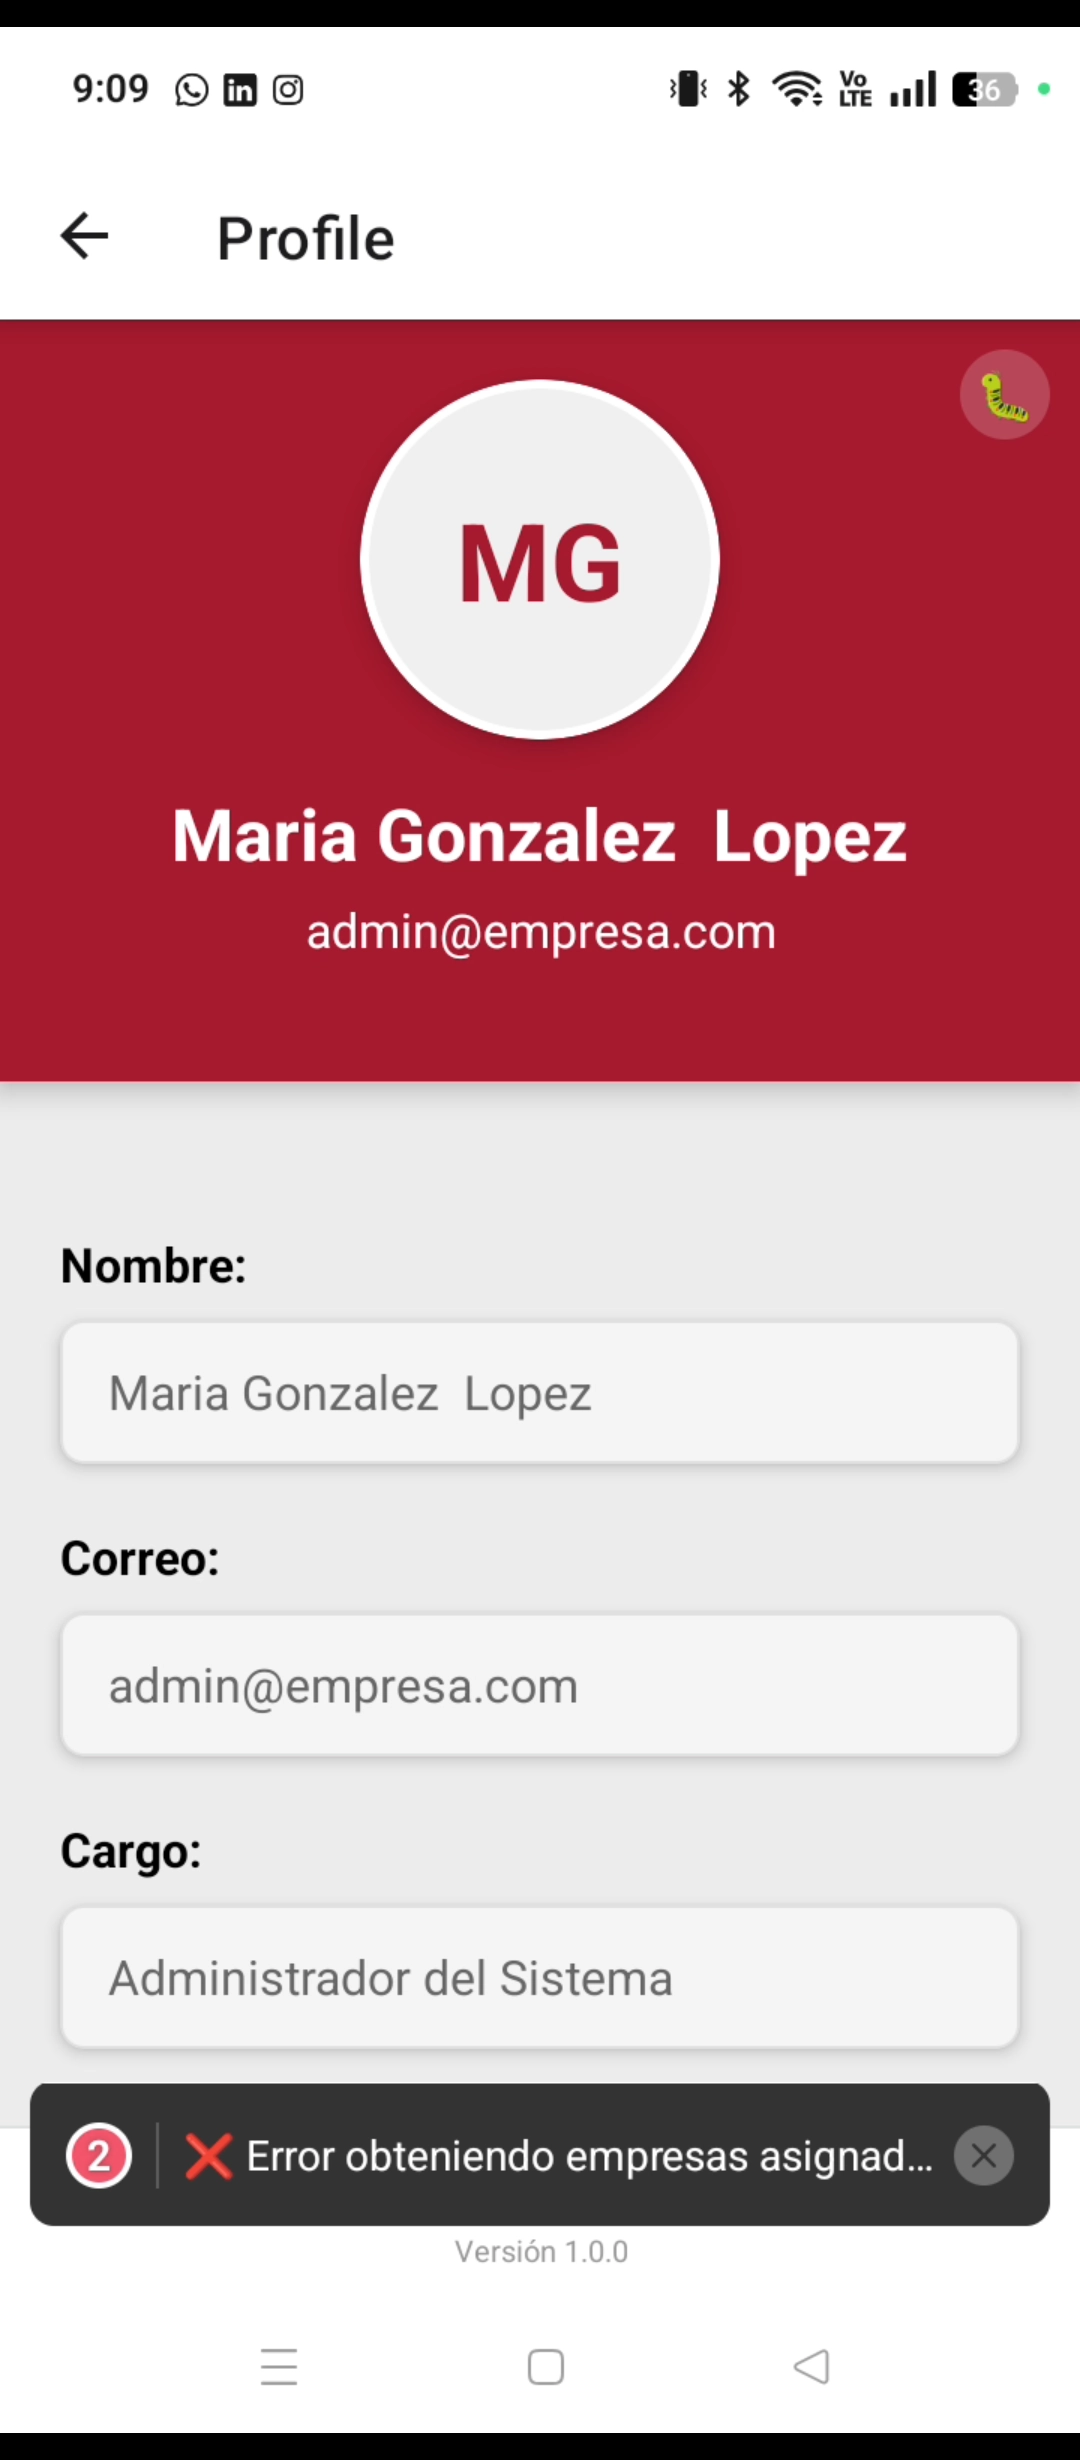 9:09
Vo
LTE
36
Profile
MG
Maria Gonzalez  Lopez
admin@empresa.com
Nombre:
Maria Gonzalez  Lopez
Correo:
admin@empresa.com
Cargo:
Administrador del Sistema
2 ❌ Error obteniendo empresas asignad...
Versión 1.0.0